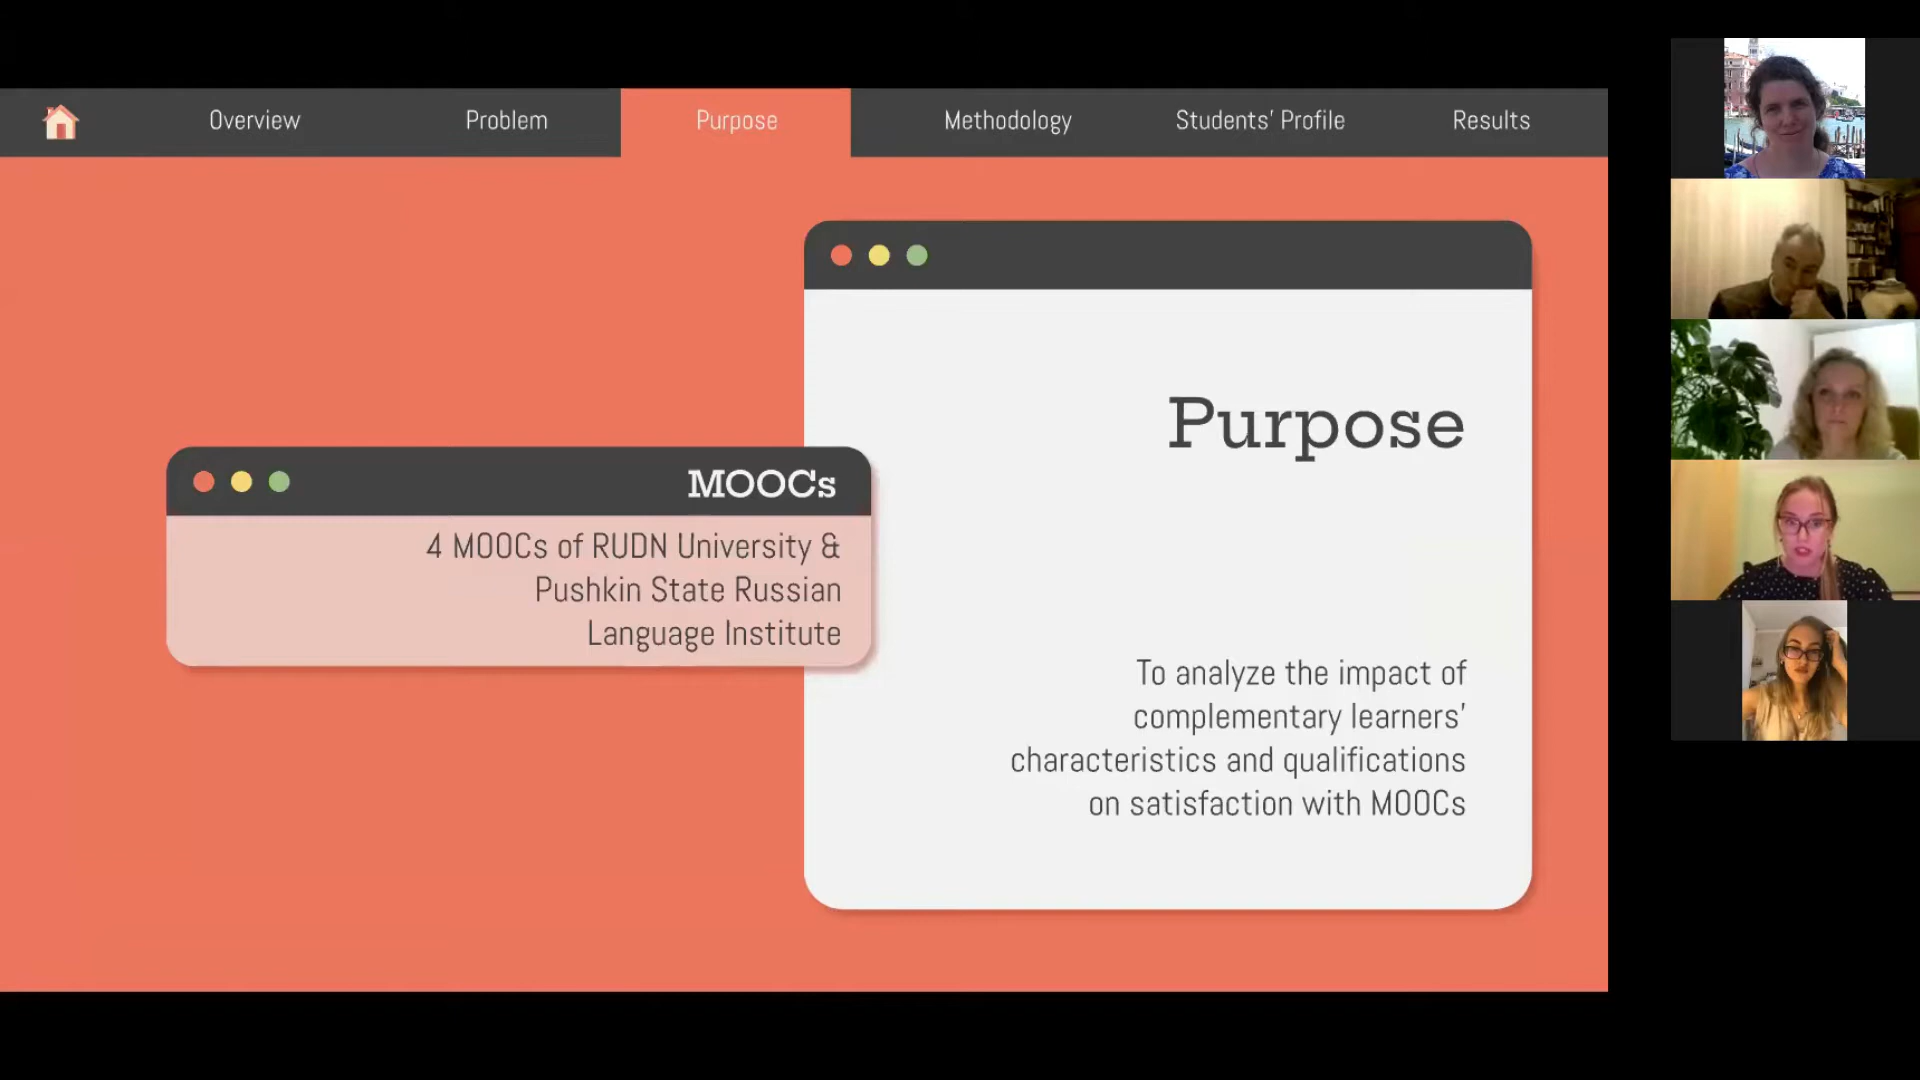 Overview
Problem
Purpose
Methodology
Students' Profile
Results
MOOCs
4 MOOCs of RUDN University &
Pushkin State Russian
Language Institute
Purpose
To analyze the impact of
complementary learners'
characteristics and qualifications
on satisfaction with MOOCs